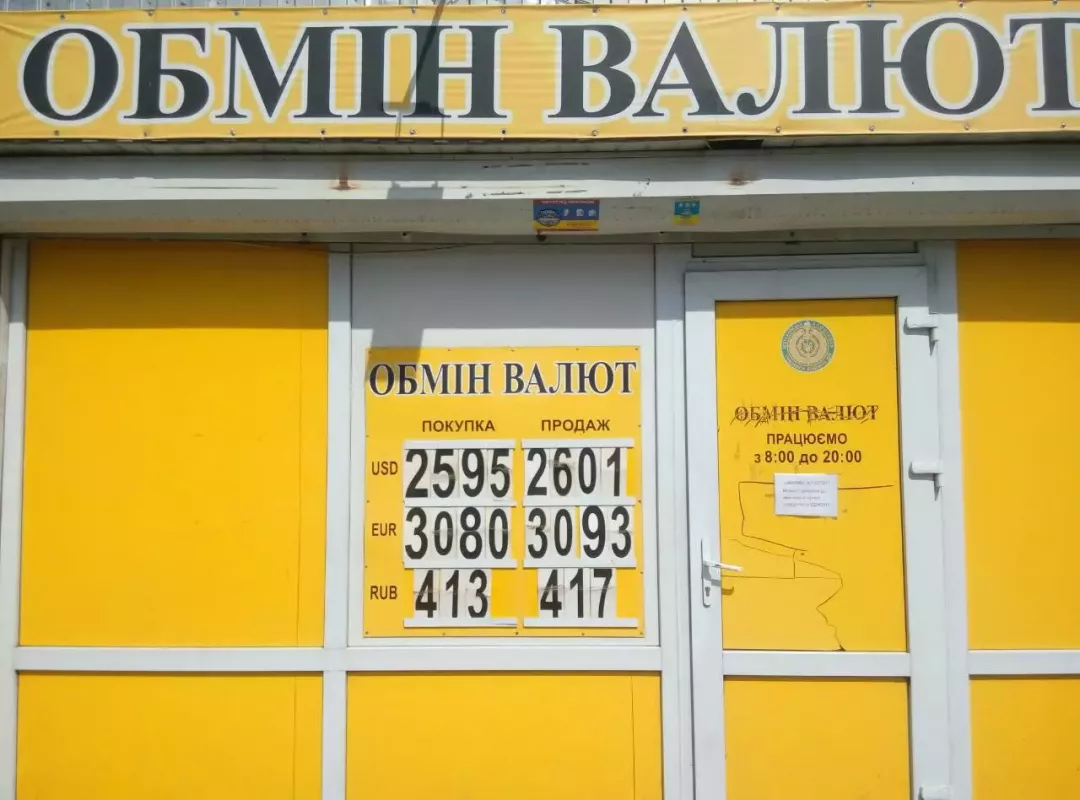 ОБМІН ВАЛЮТ
ОБМІН ВАЛЮТ
ПОКУПКА ПРОДАЖ
USD 2595 2601
EUR 3080 3093
RUB 413 417
ОБМІН ВАЛЮТ
ПРАЦЮЄМО
з 8:00 до 20:00